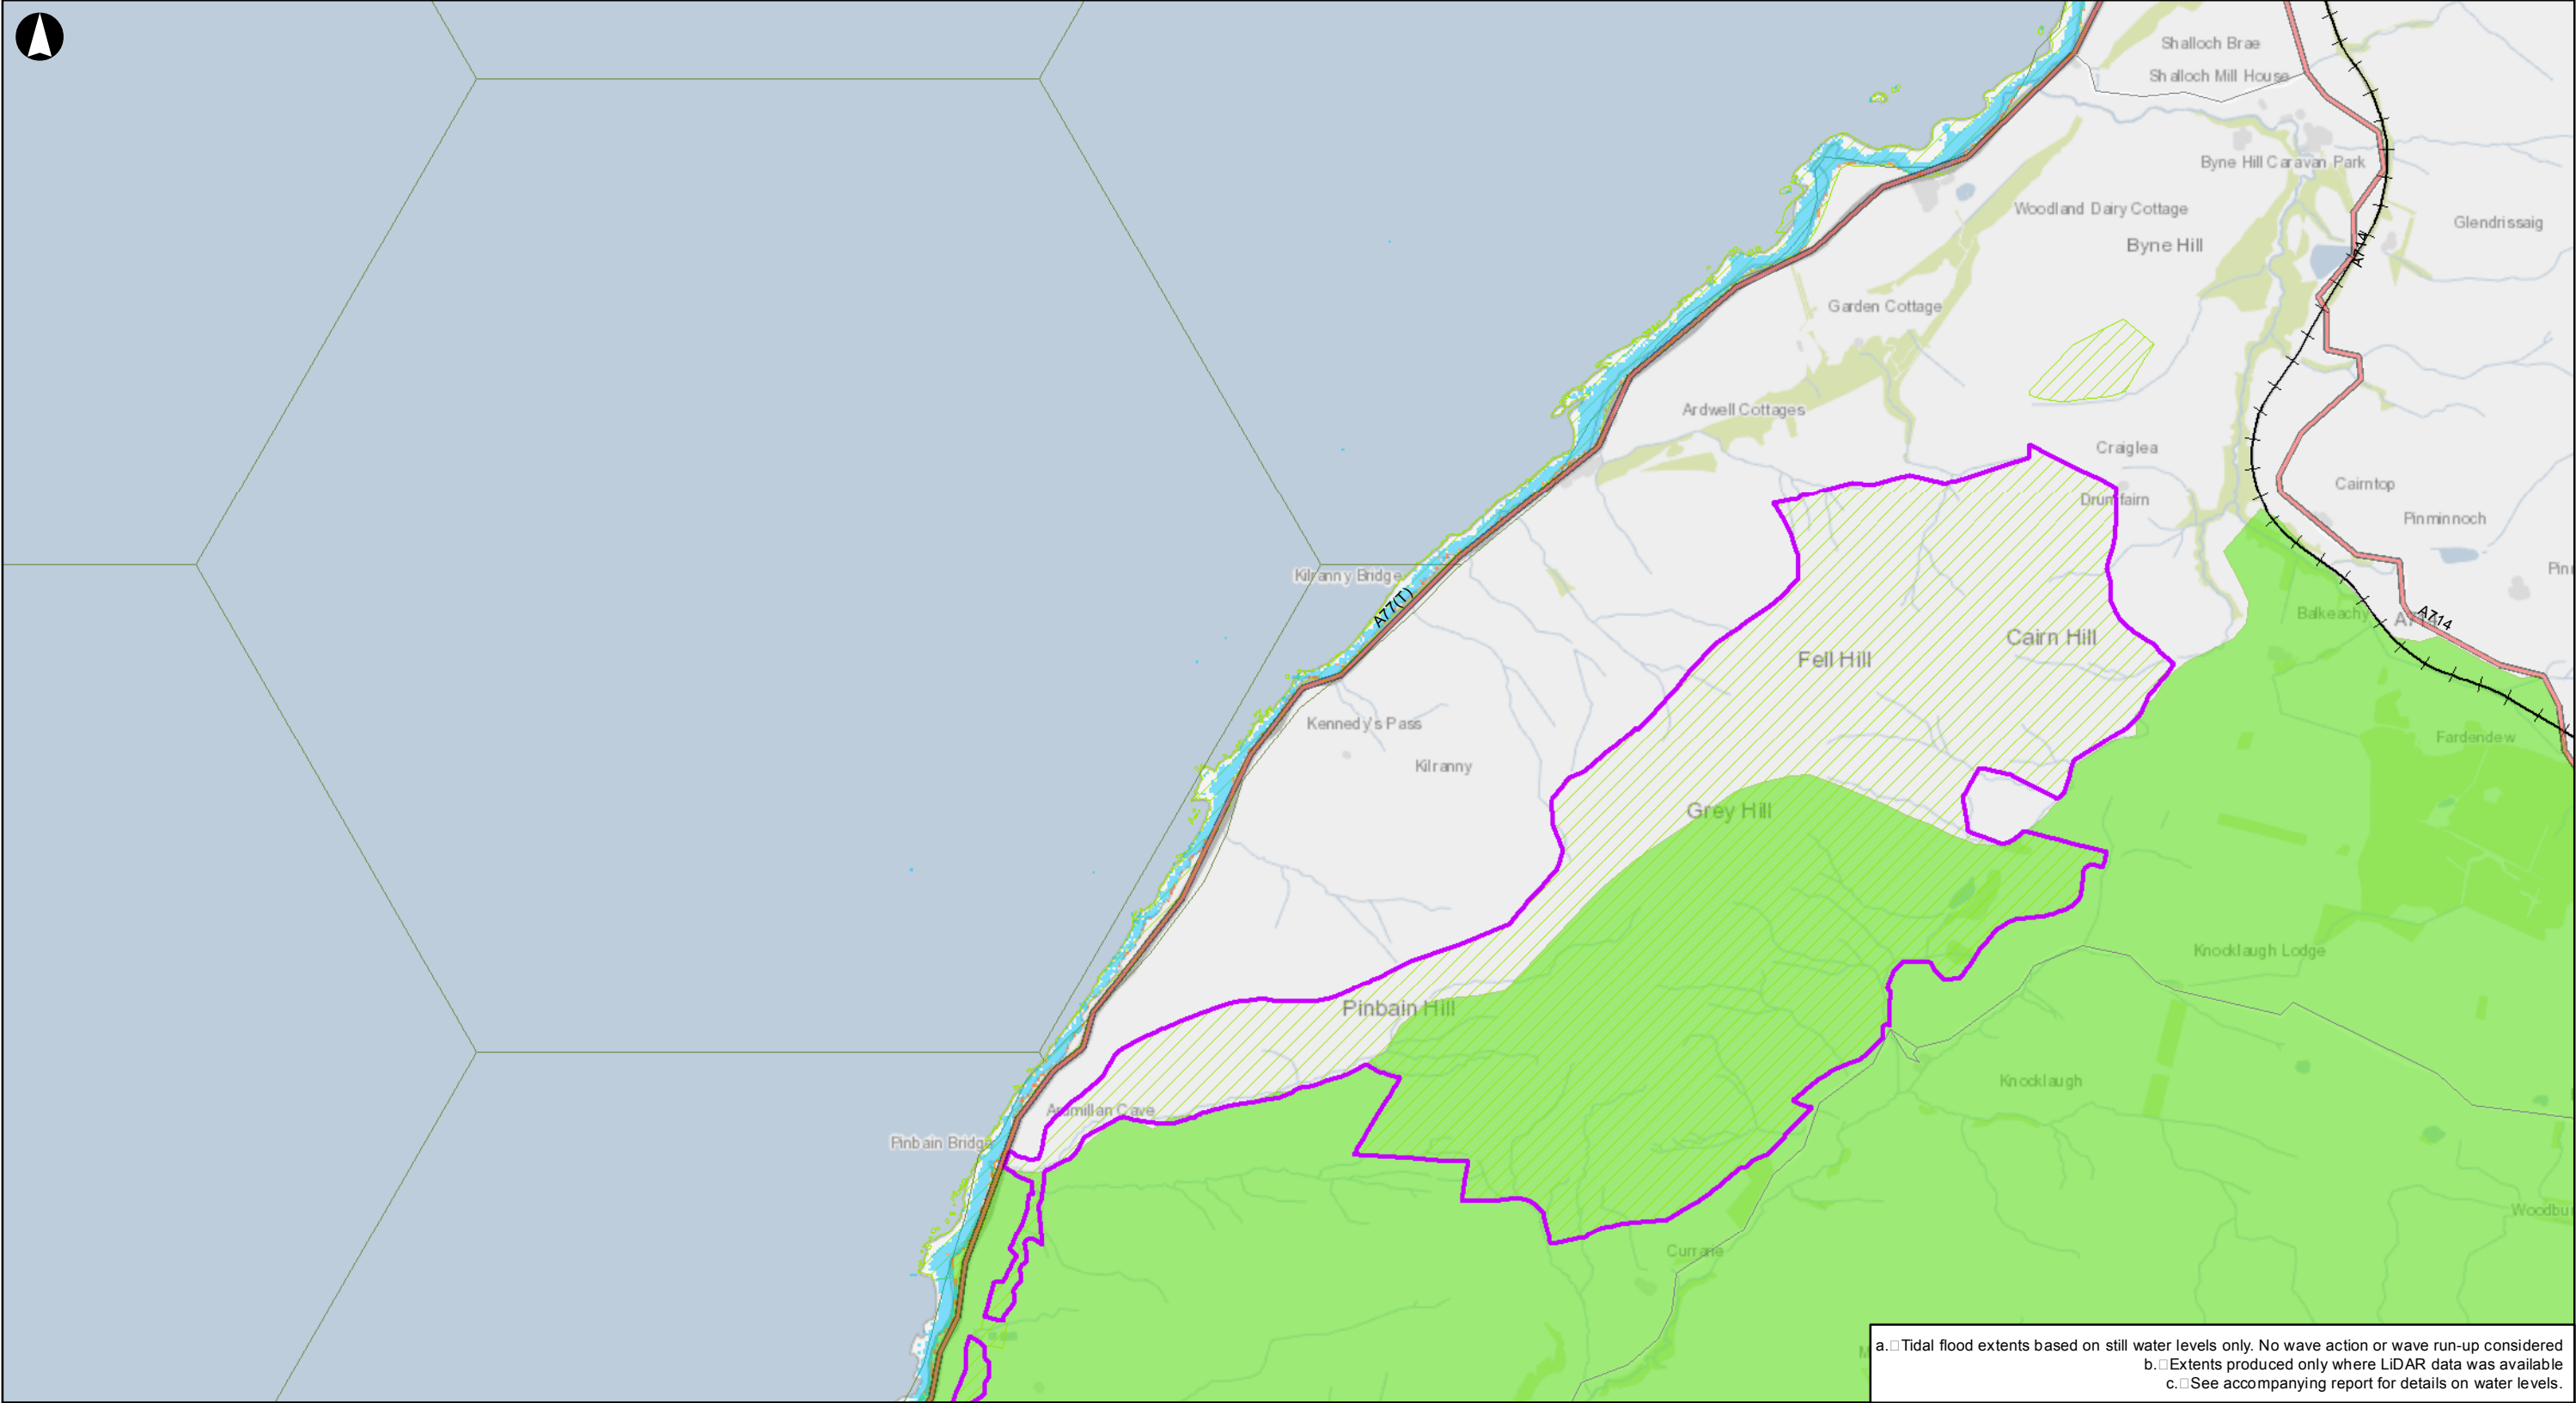 Shalloch Brae
Shalloch Mill House
Byne Hill Caravan Park
Woodland Dairy Cottage
Glendrissaig
Byne Hill
A714
Garden Cottage
Ardwell Cottages
Craiglea
Cairntop
Drumfairn
Pinminnoch
Kilranny Bridge
A77(T)
Balkeachy
A714
Cairn Hill
Fell Hill
Kennedy's Pass
Fardendew
Kilranny
Grey Hill
Knocklaugh Lodge
Pinbain Hill
Knocklaugh
Ardmillan Cave
Pinbain Bridge
Currarie
a. Tidal flood extents based on still water levels only. No wave action or wave run-up considered
b. Extents produced only where LiDAR data was available
c. See accompanying report for details on water levels.